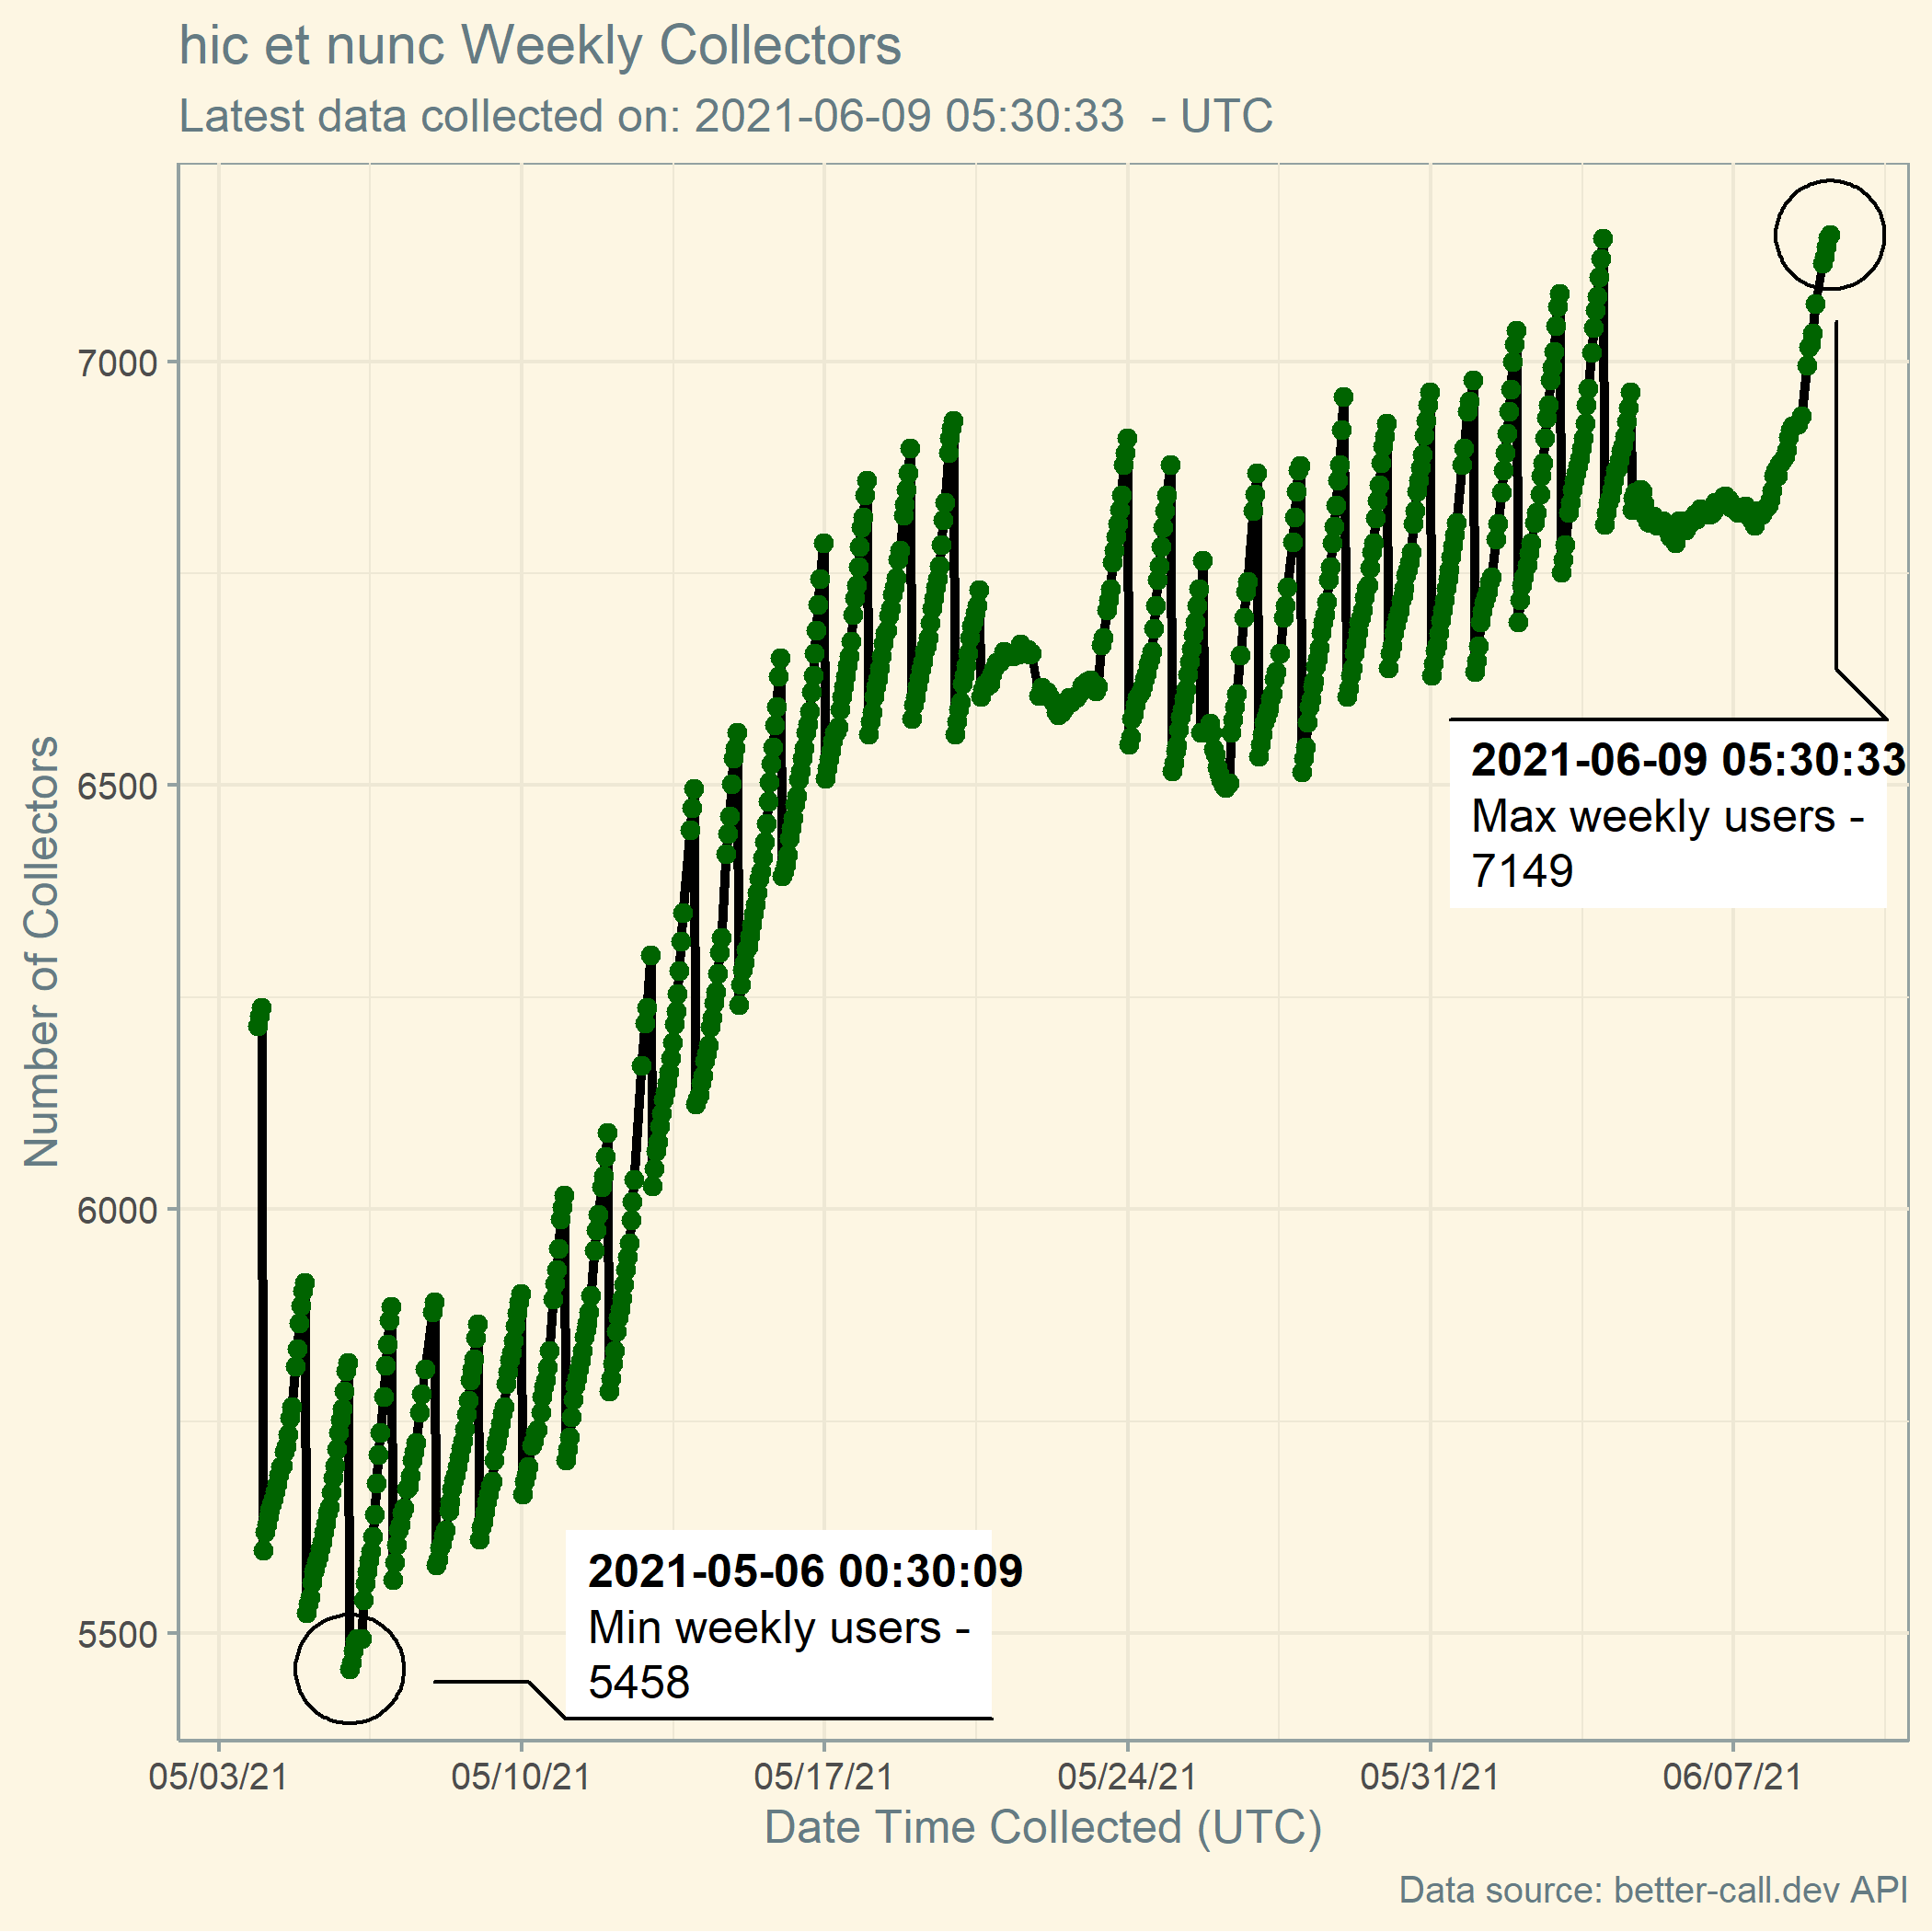 hic et nunc Weekly Collectors
Latest data collected on: 2021-06-09 05:30:33  - UTC
Number of Collectors
7000
6500
6000
5500
2021-06-09 05:30:33
Max weekly users -
7149
2021-05-06 00:30:09
Min weekly users -
5458
05/03/21
05/10/21
05/17/21
05/24/21
05/31/21
06/07/21
Date Time Collected (UTC)
Data source: better-call.dev API